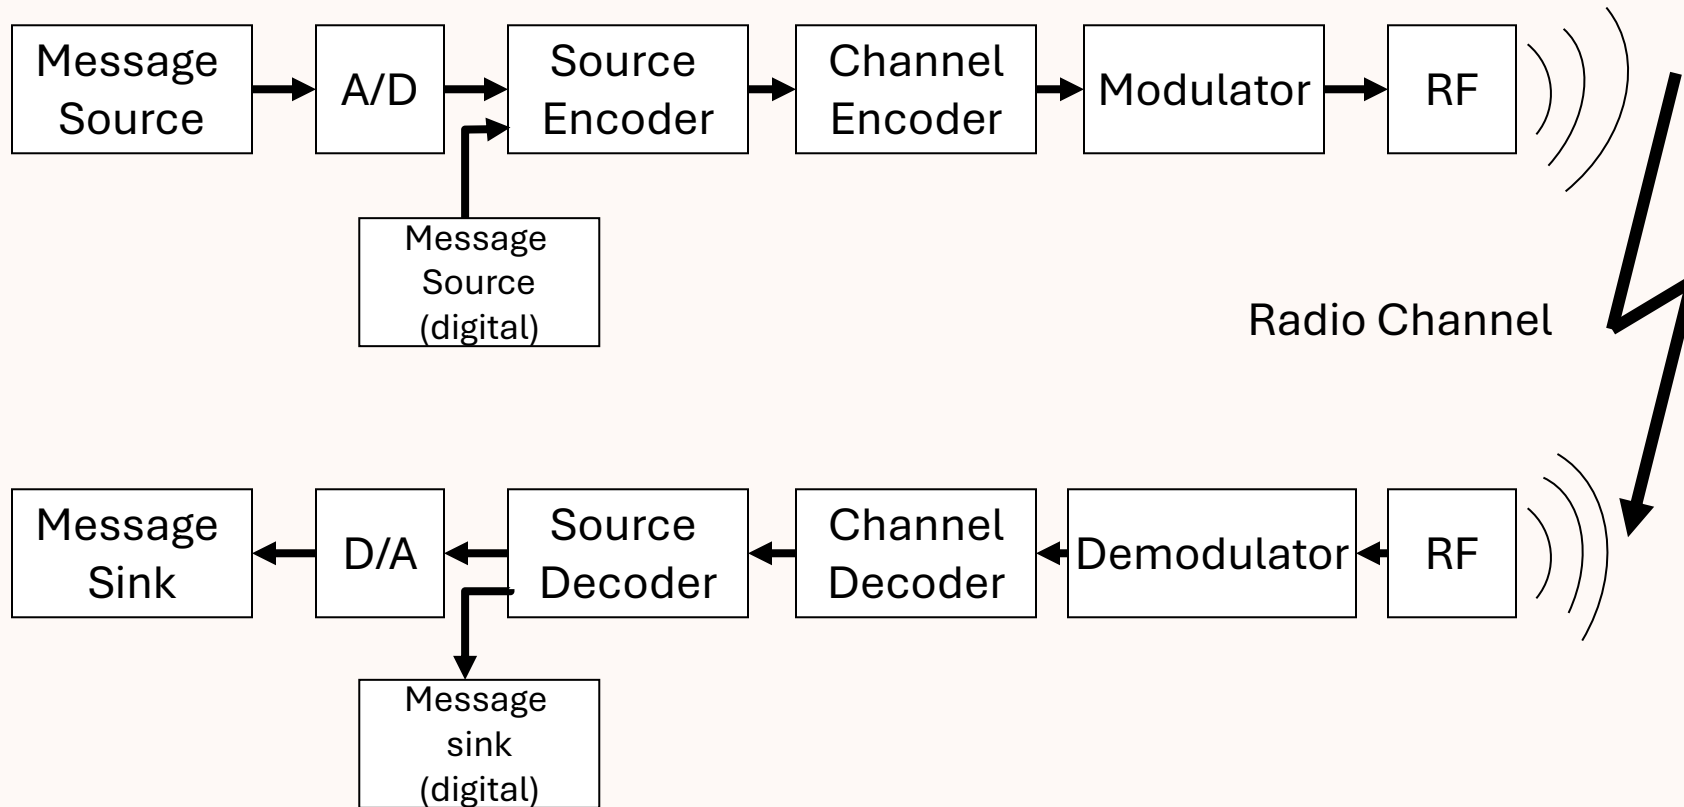 Message
Source
A/D
Source
Encoder
Channel
Encoder
Modulator
RF
Message
Source
(digital)
Radio Channel
Message
Sink
D/A
Source
Decoder
Channel
Decoder
Demodulator
RF
Message
sink
(digital)